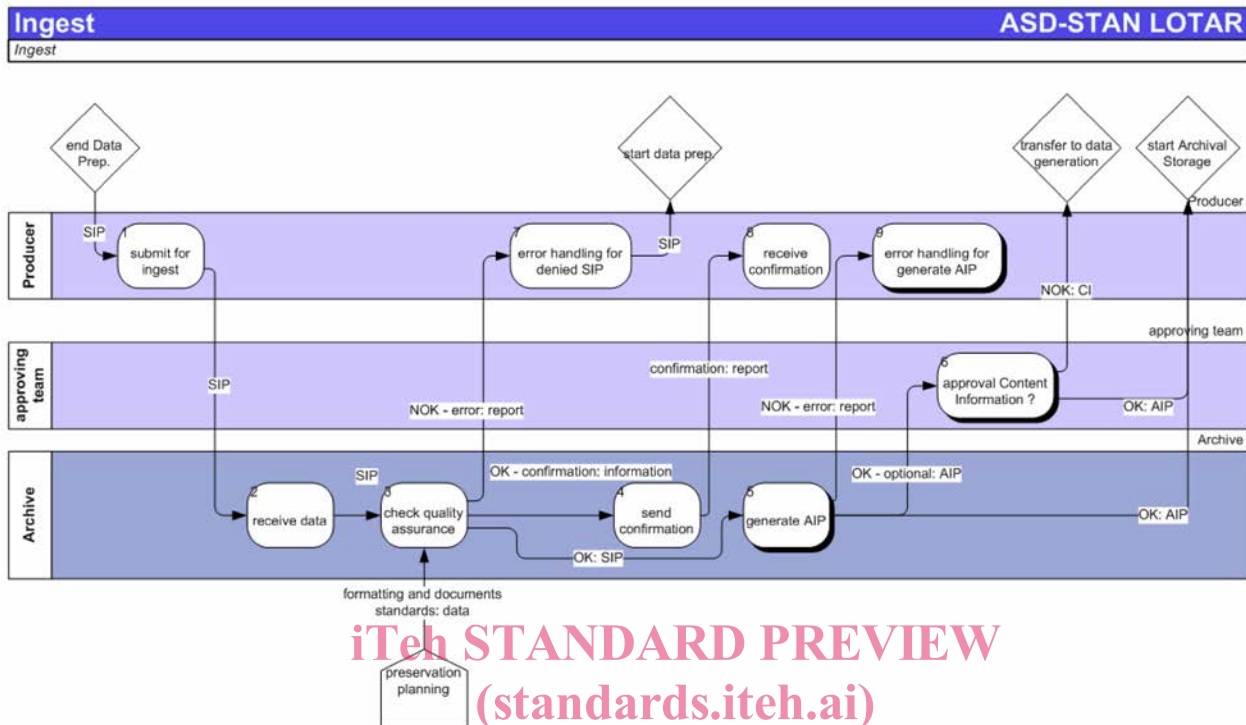 Ingest ASD-STAN LOTAR
Ingest
end Data
Prep.
start data prep.
transfer to data
generation
start Archival
Storage
Producer
Producer
SIP
1
submit for
ingest
7
error handling for
denied SIP
SIP
8
receive
confirmation
9
error handling for
generate AIP
NOK: CI
approving team
approving
team
SIP
NOK - error: report
confirmation: report
NOK - error: report
6
approval Content
Information ?
OK: AIP
Archive
Archive
SIP
OK - confirmation: information
OK - optional: AIP
2
receive data
3
check quality
assurance
4
send
confirmation
5
generate AIP
OK: AIP
OK: SIP
formatting and documents
standards: data
iTeh STANDARD PREVIEW
preservation
planning
(standards.iteh.ai)